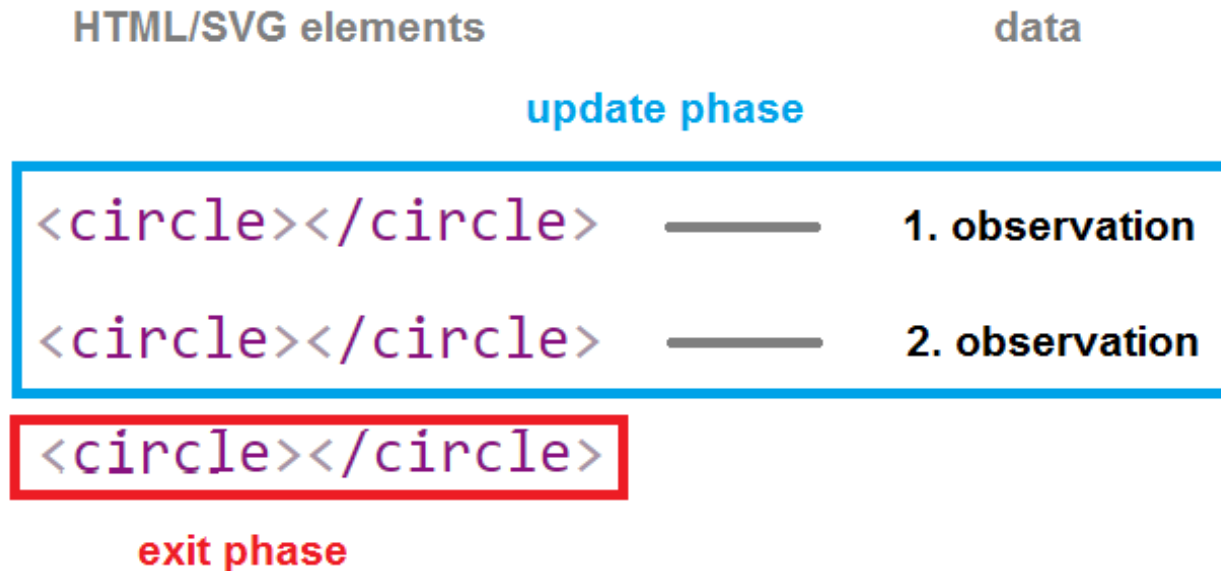 HTML/SVG elements data
update phase
<circle></circle> 1. observation
<circle></circle> 2. observation
<circle></circle>
exit phase